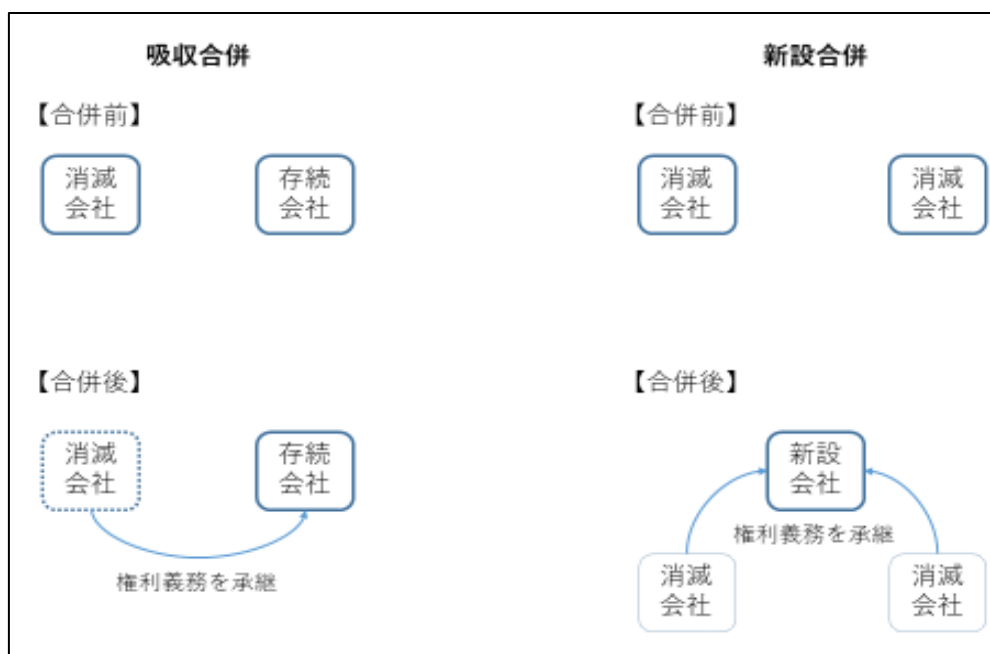 吸収合併
【合併前】
消滅
会社
存続
会社
【合併後】
消滅
会社
存続
会社
権利義務を承継
新設合併
【合併前】
消滅
会社
消滅
会社
【合併後】
新設
会社
権利義務を承継
消滅
会社
消滅
会社